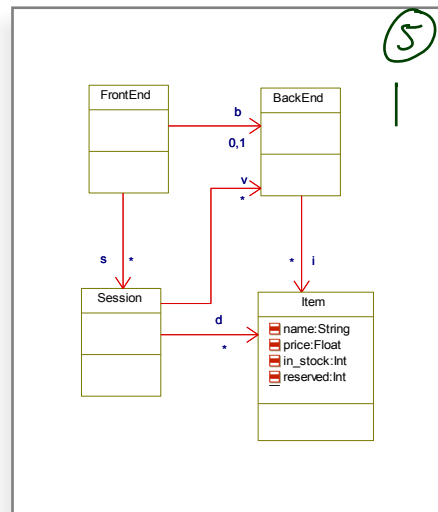 5
FrontEnd
BackEnd
b
0,1
v
*
s
*
*
i
Session
Item
d
*
name:String
price:Float
in_stock:Int
reserved:Int